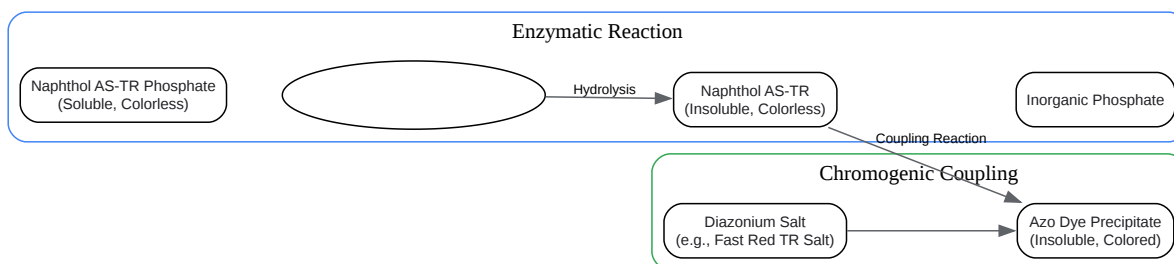 Enzymatic Reaction
Naphthol AS-TR Phosphate
(Soluble, Colorless)
Hydrolysis
Naphthol AS-TR
(Insoluble, Colorless)
Inorganic Phosphate
Coupling Reaction
Chromogenic Coupling
Diazonium Salt
(e.g., Fast Red TR Salt)
Azo Dye Precipitate
(Insoluble, Colored)